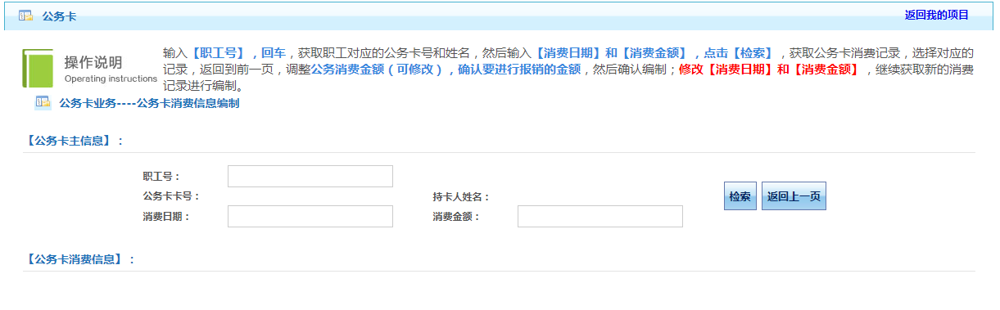 公务卡
返回我的项目
操作说明
Operating instructions
输入【职工号】，回车，获取职工对应的公务卡号和姓名，然后输入【消费日期】和【消费金额】，点击【检索】，获取公务卡消费记录，选择对应的
记录，返回到前一页，调整公务消费金额（可修改），确认要进行报销的金额，然后确认编制；修改【消费日期】和【消费金额】，继续获取新的消费
记录进行编制。
公务卡业务----公务卡消费信息编制
【公务卡主信息】：
职工号：
公务卡卡号：
持卡人姓名：
消费日期：
消费金额：
检索
返回上一页
【公务卡消费信息】：